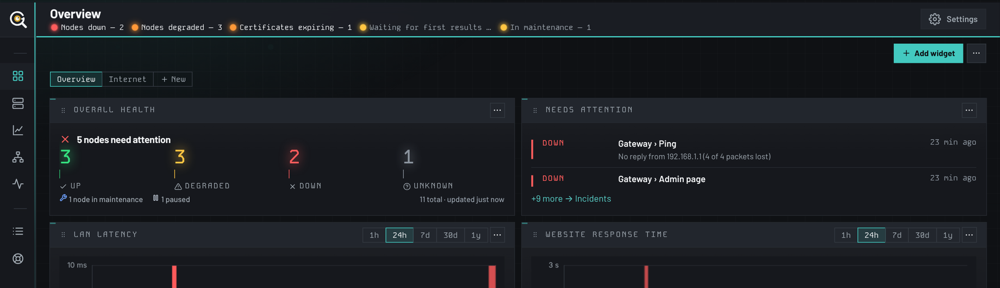 Overview
Nodes down – 2 Nodes degraded – 3 Certificates expiring – 1 Waiting for first results … In maintenance – 1
Settings
+ Add widget ...
Overview Internet + New
OVERALL HEALTH ...
5 nodes need attention
3 3 2 1
UP DEGRADED DOWN UNKNOWN
1 node in maintenance 1 paused 11 total · updated just now
NEEDS ATTENTION ...
DOWN Gateway › Ping 23 min ago
No reply from 192.168.1.1 (4 of 4 packets lost)
DOWN Gateway › Admin page 23 min ago
+9 more → Incidents
LAN LATENCY 1h 24h 7d 30d 1y ...
10 ms
WEBSITE RESPONSE TIME 1h 24h 7d 30d 1y ...
3 s